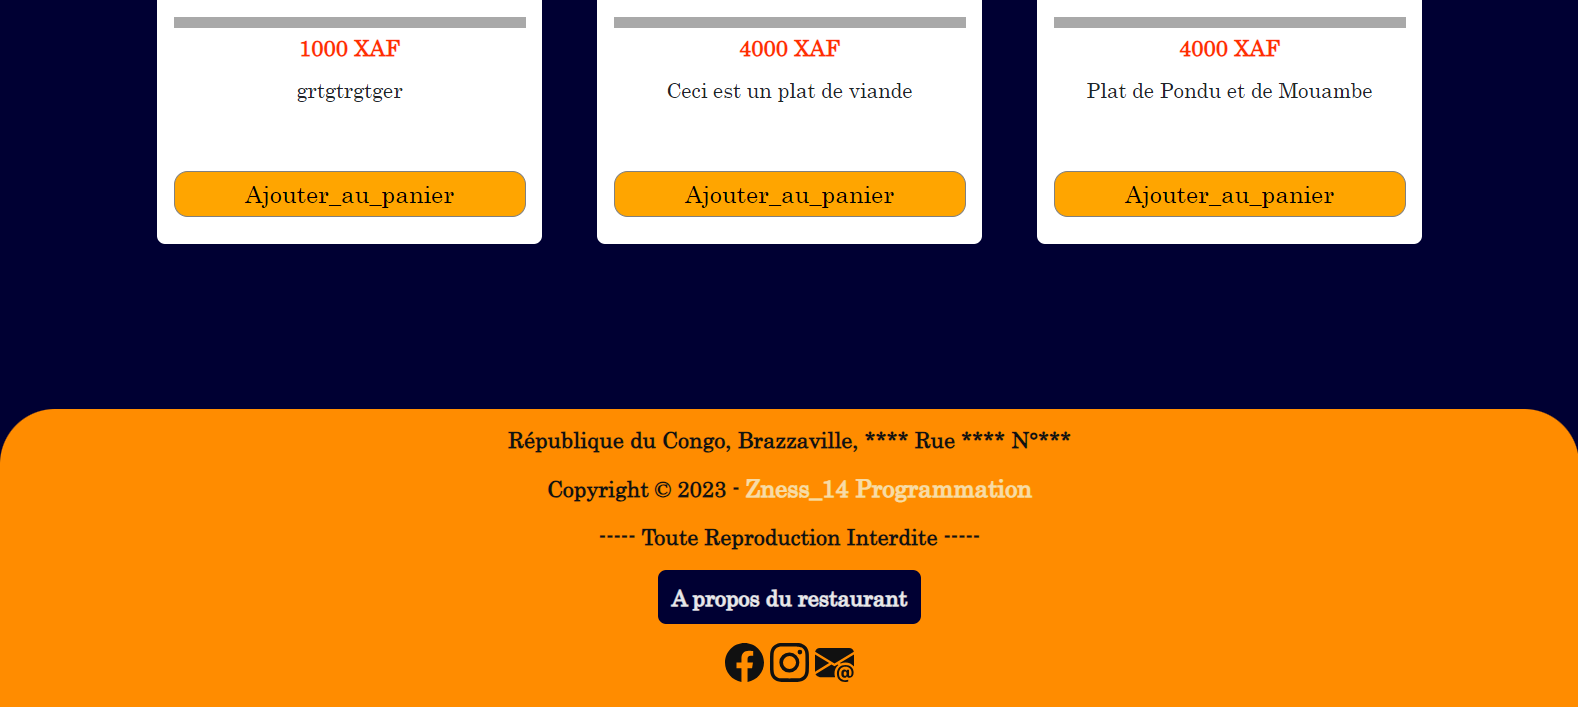 1000 XAF
4000 XAF
4000 XAF
grtgtrgtger
Ceci est un plat de viande
Plat de Pondu et de Mouambe
Ajouter_au_panier
Ajouter_au_panier
Ajouter_au_panier
République du Congo, Brazzaville, **** Rue **** N°***
Copyright © 2023 - Zness_14 Programmation
----- Toute Reproduction Interdite -----
A propos du restaurant